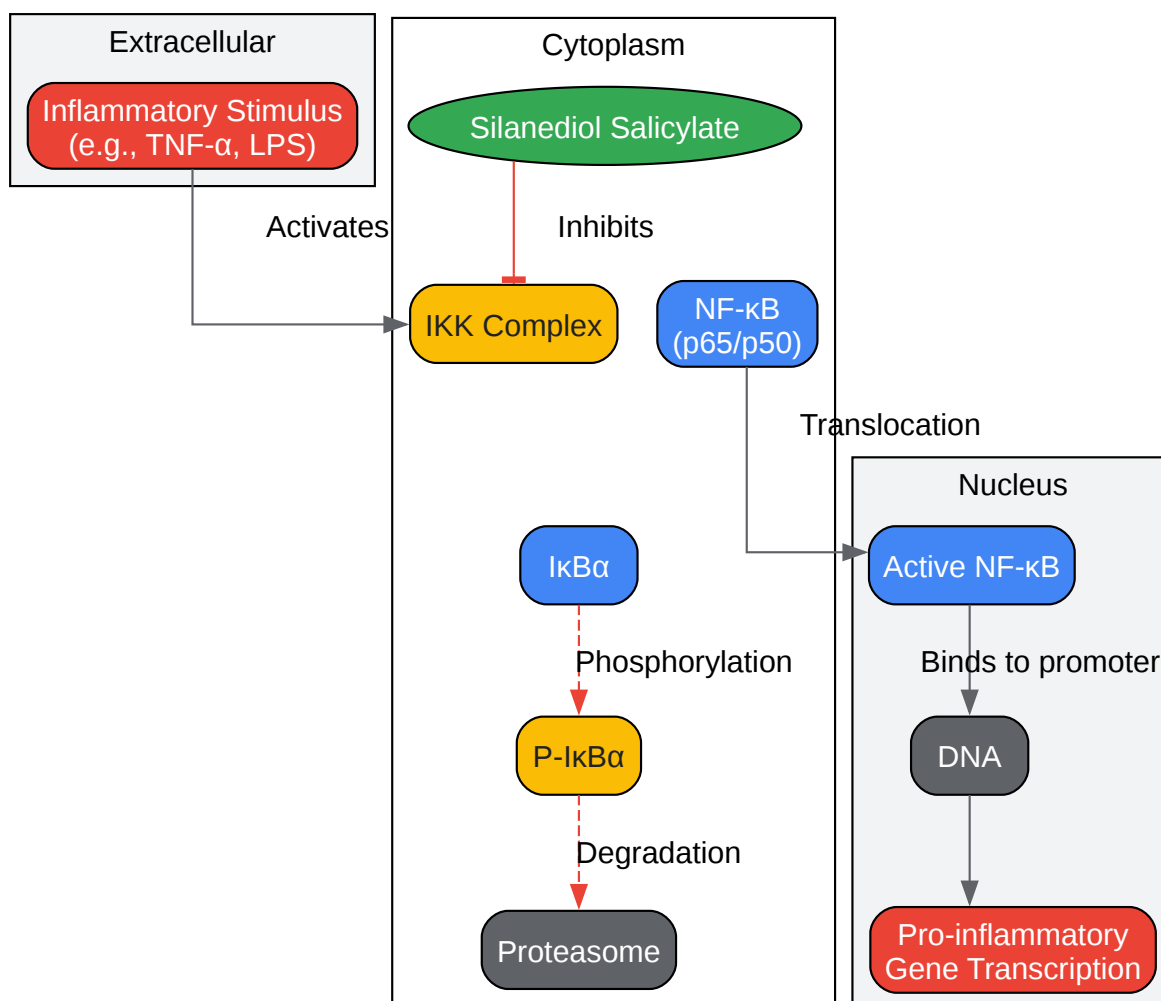 Extracellular
Inflammatory Stimulus
(e.g., TNF-α, LPS)
Cytoplasm
Silanediol Salicylate
Activates
Inhibits
IKK Complex
NF-κB
(p65/p50)
Translocation
Nucleus
IκBα
Active NF-κB
Phosphorylation
Binds to promoter
P-IκBα
DNA
Degradation
Proteasome
Pro-inflammatory
Gene Transcription